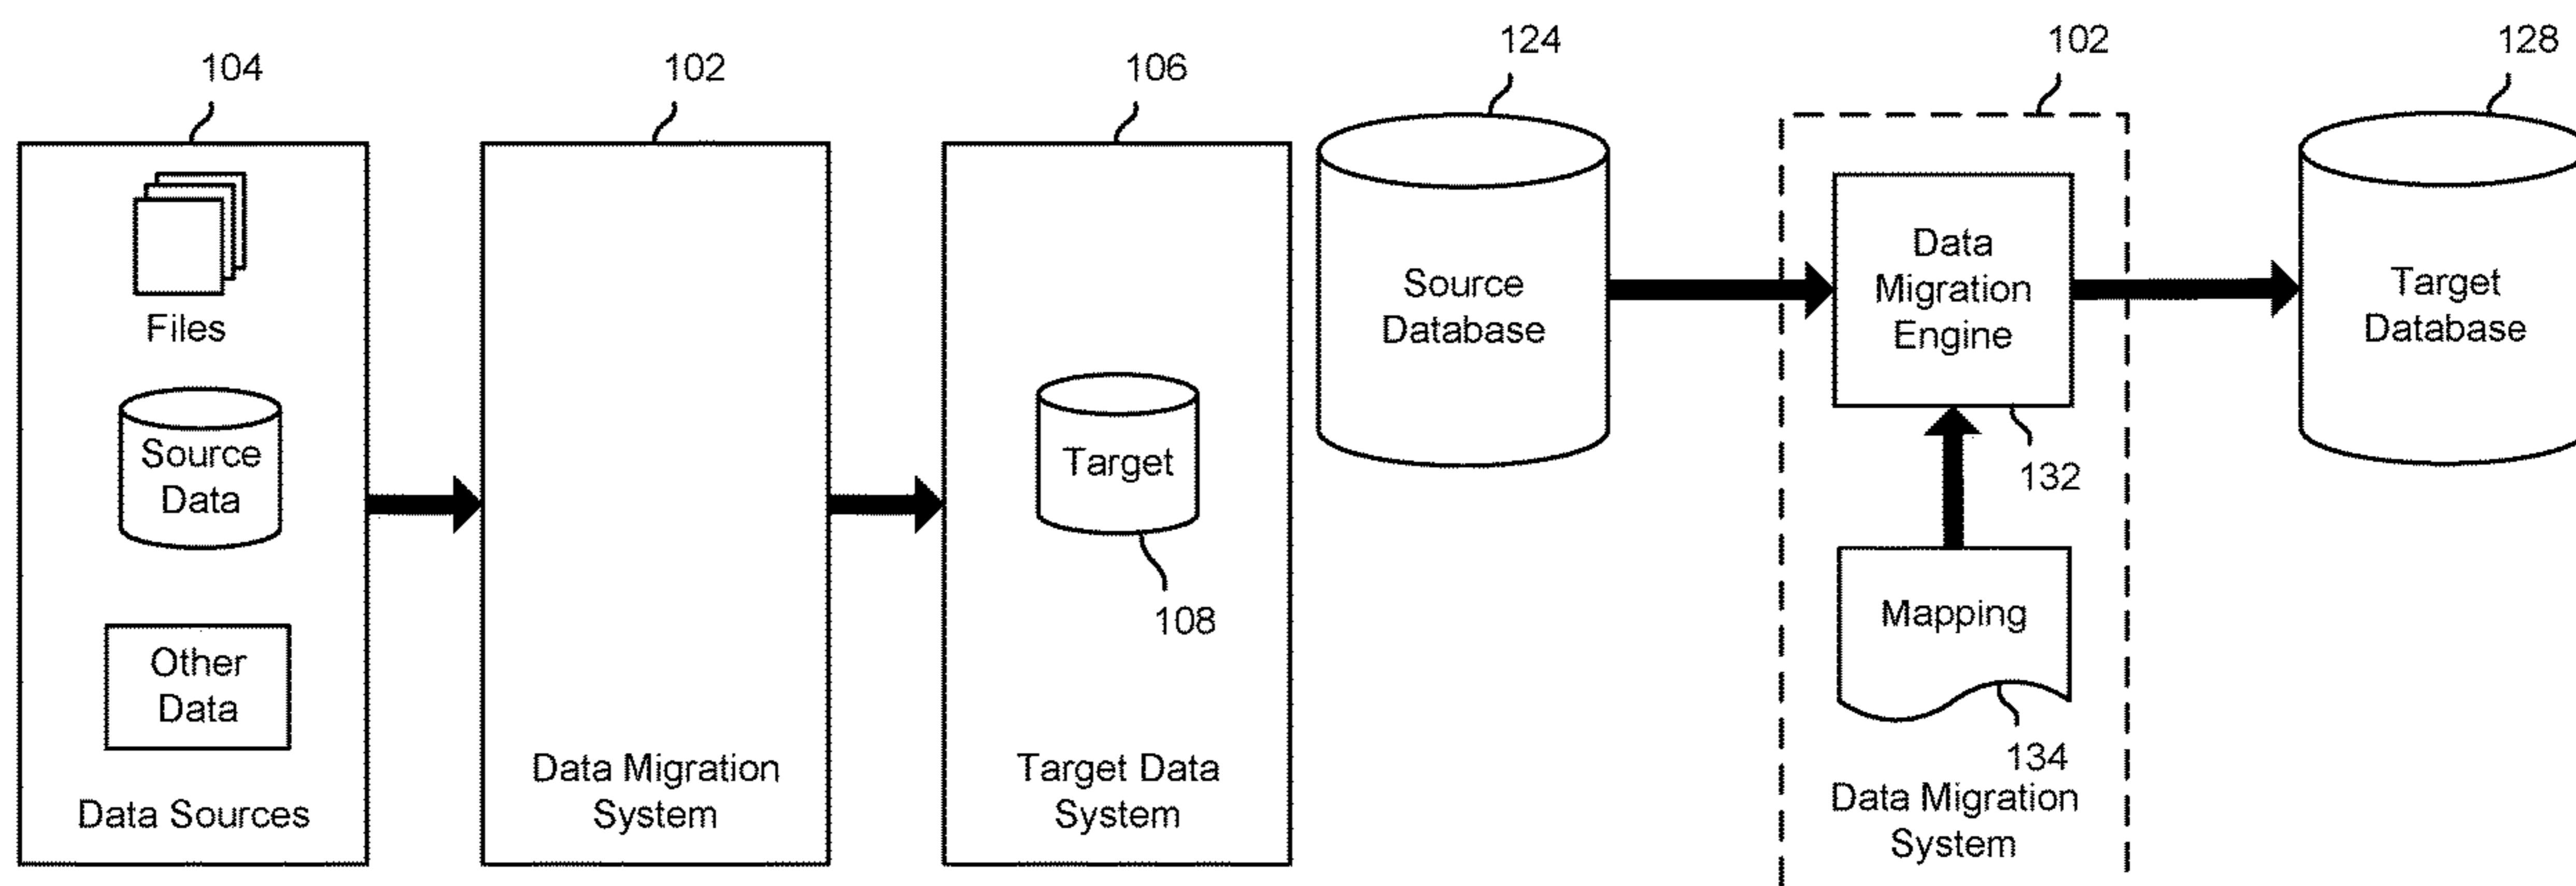 104
Files
Source
Data
Other
Data
Data Sources
102
Data Migration
System
106
Target
108
Target Data
System
124
Source
Database
102
Data
Migration
Engine
132
Mapping
134
Data Migration
System
128
Target
Database